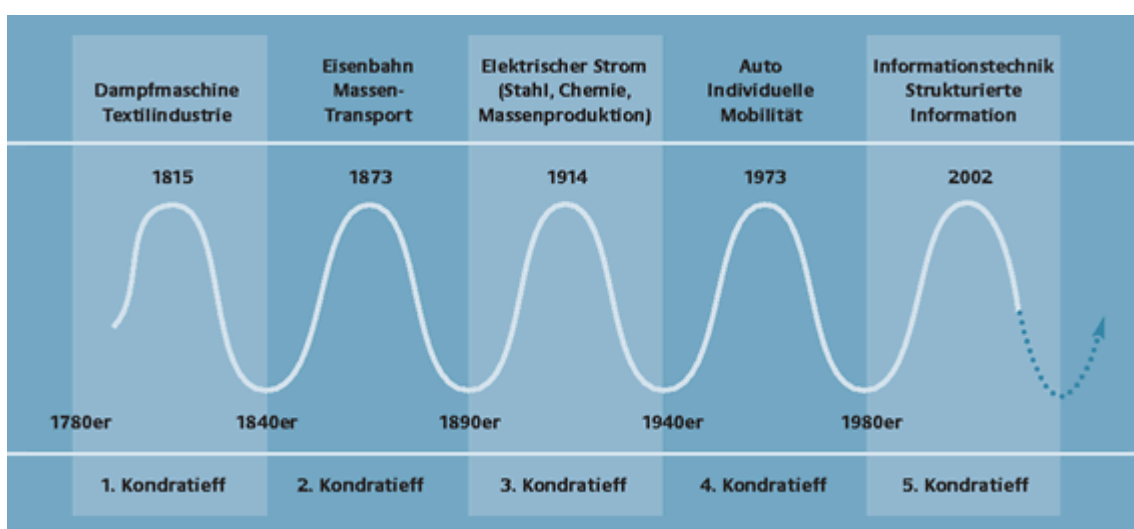 Dampfmaschine
Textilindustrie
Eisenbahn
Massen-
Transport
Elektrischer Strom
(Stahl, Chemie,
Massenproduktion)
Auto
Individuelle
Mobilität
Informationstechnik
Strukturierte
Information
1815
1873
1914
1973
2002
1780er
1840er
1890er
1940er
1980er
1. Kondratieff
2. Kondratieff
3. Kondratieff
4. Kondratieff
5. Kondratieff